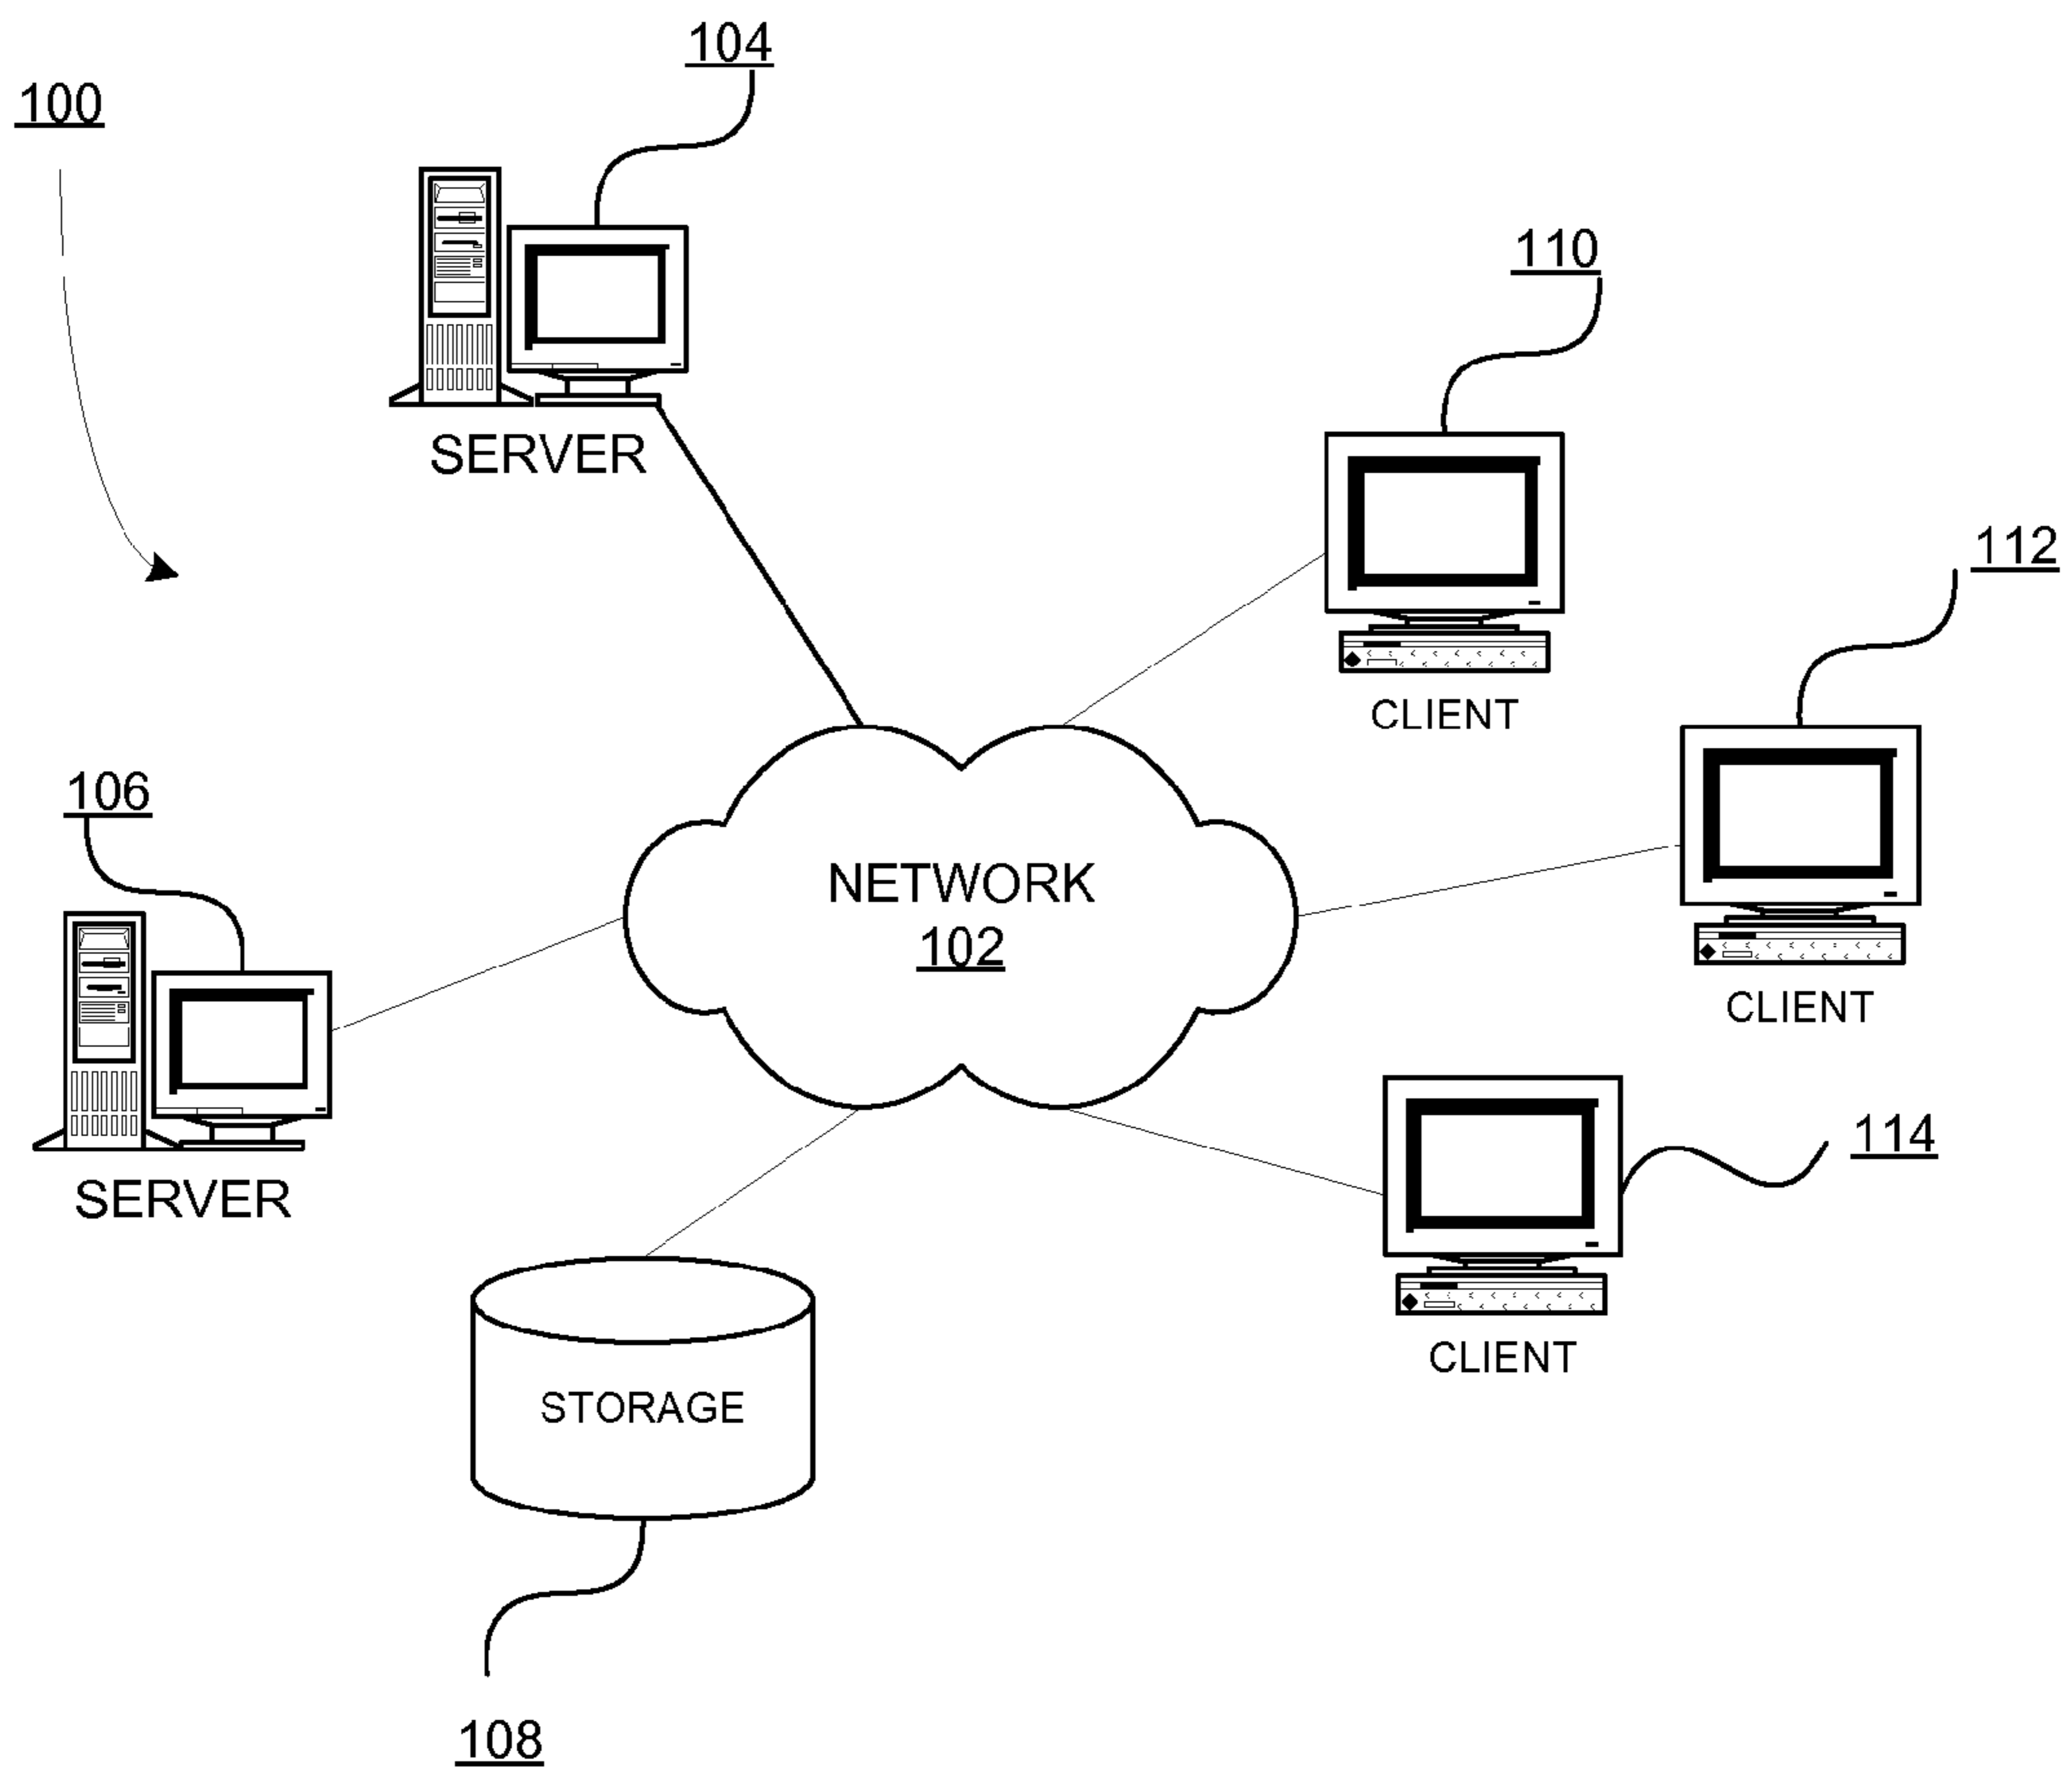 104
100
SERVER
110
CLIENT
112
CLIENT
106
SERVER
NETWORK
102
114
CLIENT
STORAGE
108